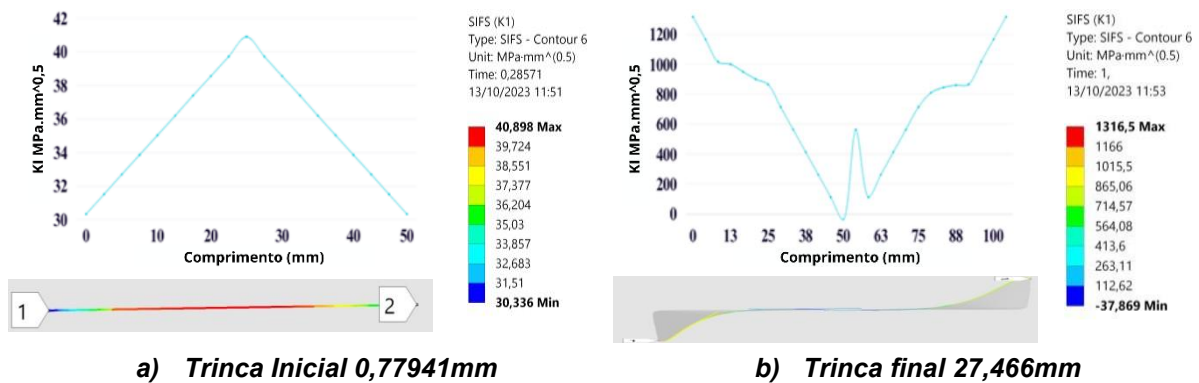 42
40
38
36
34
32
30
KI MPa.mm^0,5
0
10
20
30
40
50
Comprimento (mm)
SIFS (K1)
Type: SIFS - Contour 6
Unit: MPa·mm^(0.5)
Time: 0,28571
13/10/2023 11:51
40,898 Max
39,724
38,551
37,377
36,204
35,03
33,857
32,683
31,51
30,336 Min
1
2
a) Trinca Inicial 0,77941mm
1200
1000
800
600
400
200
0
KI MPa.mm^0,5
0
13
25
38
50
63
75
88
100
Comprimento (mm)
SIFS (K1)
Type: SIFS - Contour 6
Unit: MPa·mm^(0.5)
Time: 1,
13/10/2023 11:53
1316,5 Max
1166
1015,5
865,06
714,57
564,08
413,6
263,11
112,62
-37,869 Min
b) Trinca final 27,466mm